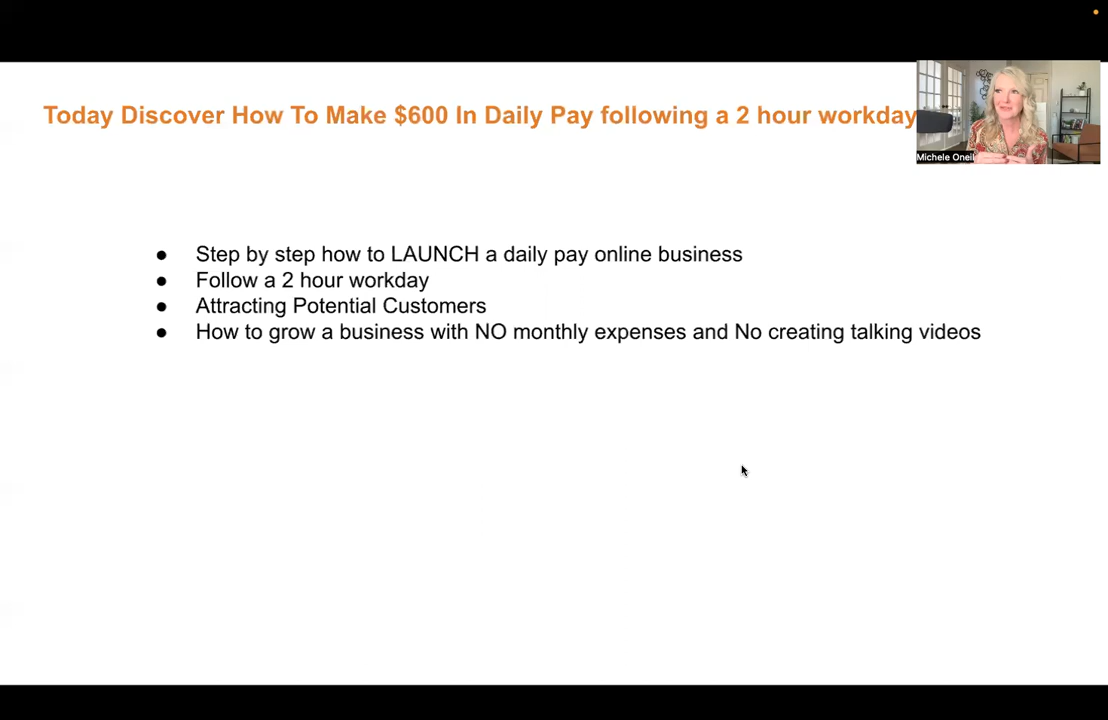 Today Discover How To Make $600 In Daily Pay following a 2 hour workday
Michele Oneil
● Step by step how to LAUNCH a daily pay online business
● Follow a 2 hour workday
● Attracting Potential Customers
● How to grow a business with NO monthly expenses and No creating talking videos